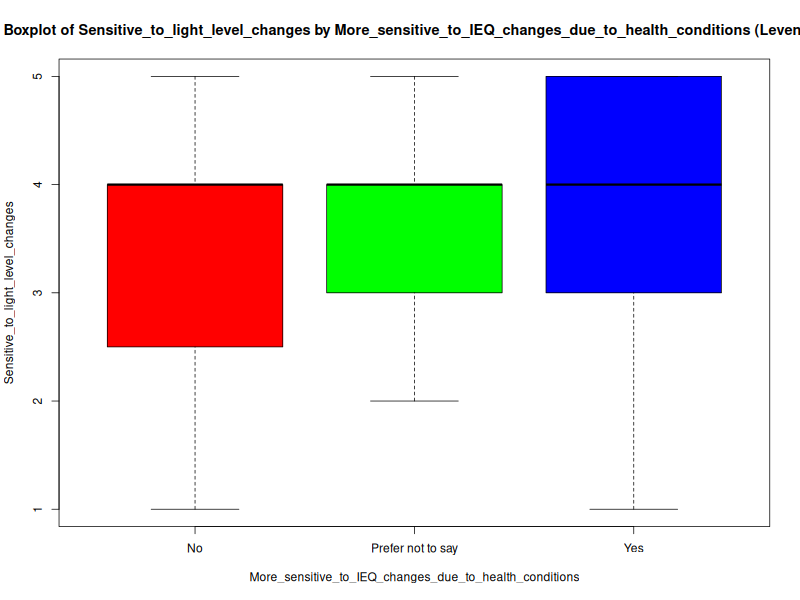 Boxplot of Sensitive_to_light_level_changes by More_sensitive_to_IEQ_changes_due_to_health_conditions (Leven
5
4
3
2
1
Sensitive_to_light_level_changes
No Prefer not to say Yes
More_sensitive_to_IEQ_changes_due_to_health_conditions